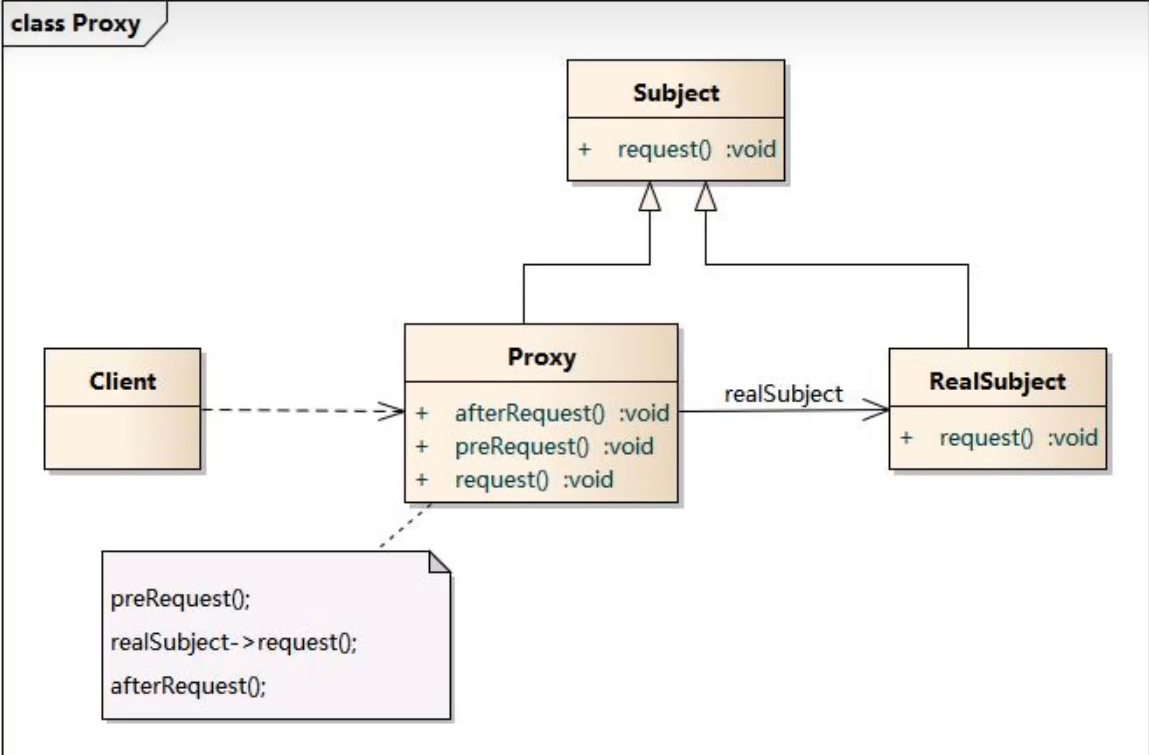 class Proxy
Subject
+ request() :void
Client
Proxy
+ afterRequest() :void
+ preRequest() :void
+ request() :void
realSubject
RealSubject
+ request() :void
preRequest();
realSubject->request();
afterRequest();